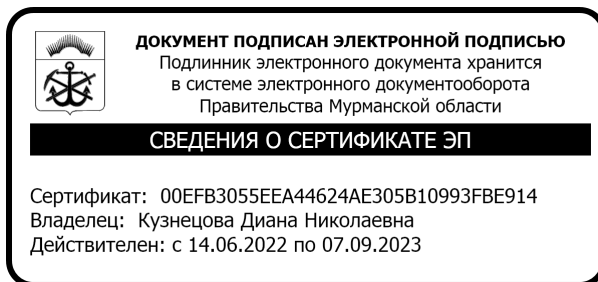 ДОКУМЕНТ ПОДПИСАН ЭЛЕКТРОННОЙ ПОДПИСЬЮ
Подлинник электронного документа хранится
в системе электронного документооборота
Правительства Мурманской области
СВЕДЕНИЯ О СЕРТИФИКАТЕ ЭП
Сертификат: 00EFB3055EEA44624AE305B10993FBE914
Владелец: Кузнецова Диана Николаевна
Действителен: с 14.06.2022 по 07.09.2023